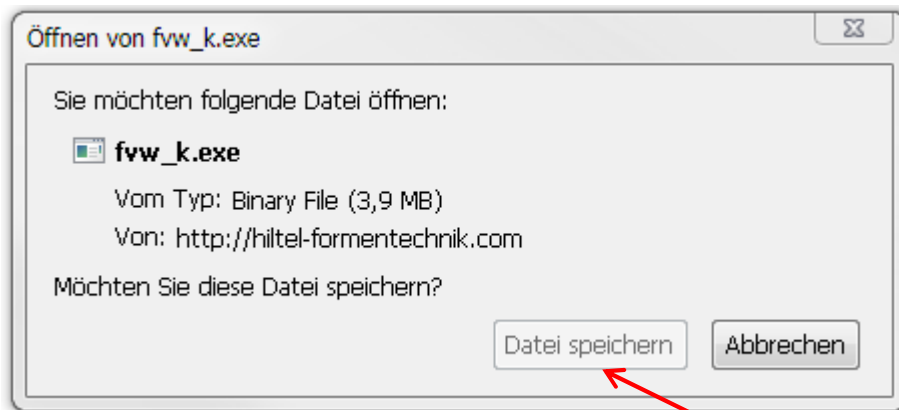 Öffnen von fvw_k.exe
Sie möchten folgende Datei öffnen:
fvw_k.exe
Vom Typ: Binary File (3,9 MB)
Von: http://hiltel-formentechnik.com
Möchten Sie diese Datei speichern?
Datei speichern Abbrechen